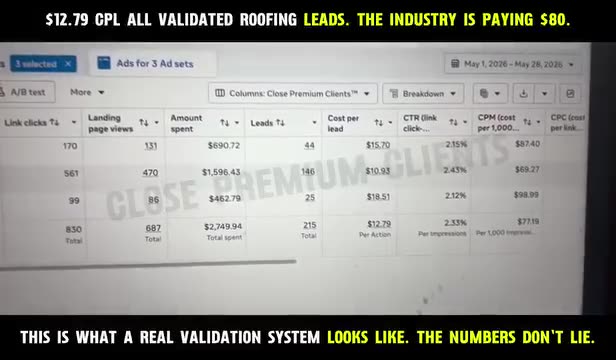 $12.79 CPL ALL VALIDATED ROOFING LEADS. THE INDUSTRY IS PAYING $80.
3 selected × Ads for 3 Ad sets May 1, 2026 – May 28, 2026
A/B test More Columns: Close Premium Clients™ Breakdown
Link clicks Landing page views Amount spent Leads Cost per lead CTR (link click-... CPM (cost per 1,000... CPC (cost per link...
170 131 $690.72 44 $15.70 2.15% $87.40
561 470 $1,596.43 146 $10.93 2.43% $69.27
99 86 $462.79 25 $18.51 2.12% $98.99
830 687 $2,749.94 215 $12.79 2.33% $77.19
Total Total Total spent Total Per Action Per Impressions Per 1,000 Impressi...
CLOSE PREMIUM CLIENTS
THIS IS WHAT A REAL VALIDATION SYSTEM LOOKS LIKE. THE NUMBERS DON'T LIE.